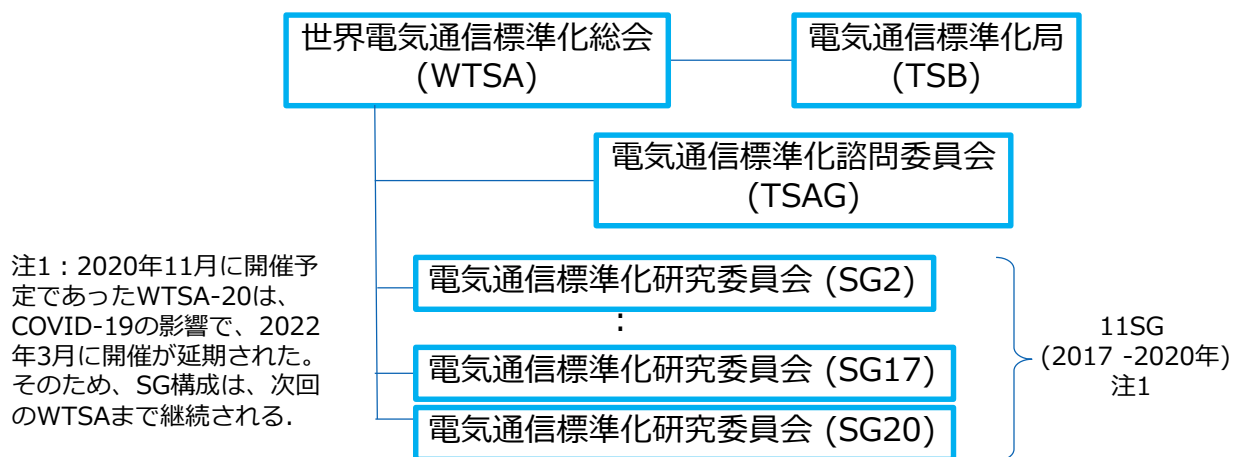 世界電気通信標準化総会
(WTSA)
電気通信標準化局
(TSB)
電気通信標準化諮問委員会
(TSAG)
注1：2020年11月に開催予
定であったWTSA-20は、
COVID-19の影響で、2022
年3月に開催が延期された。
そのため、SG構成は、次回
のWTSAまで継続される.
電気通信標準化研究委員会 (SG2)
：
電気通信標準化研究委員会 (SG17)
電気通信標準化研究委員会 (SG20)
11SG
(2017 -2020年)
注1